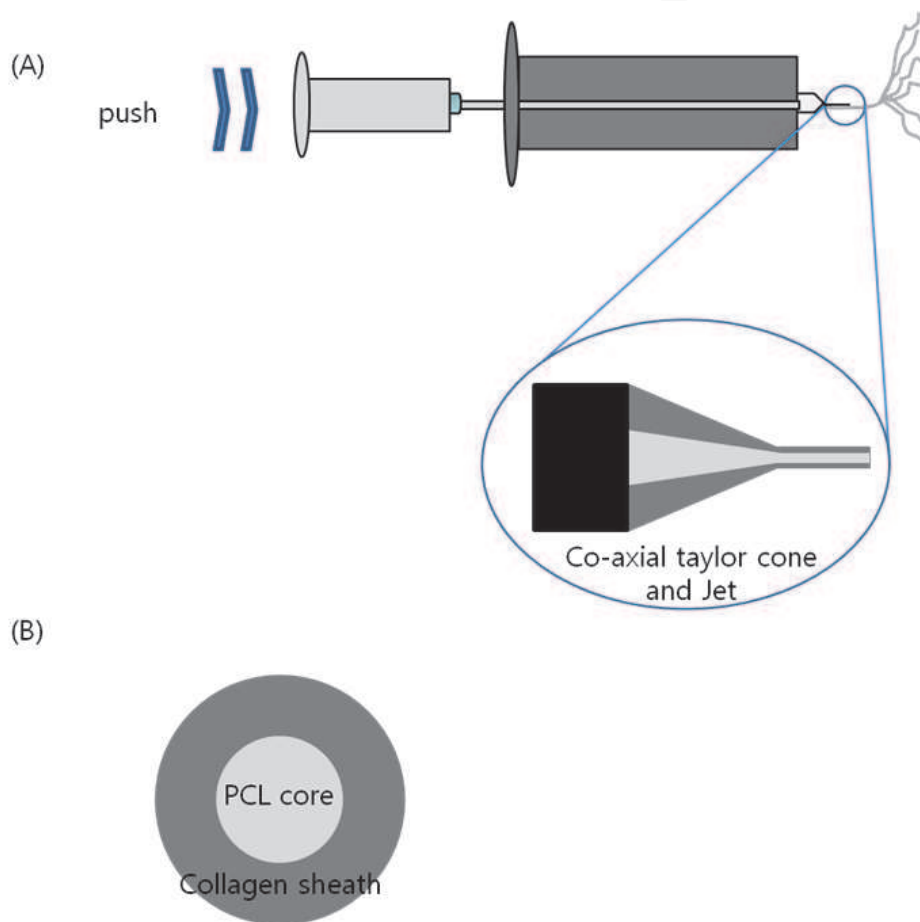 (A)
push
Co-axial taylor cone
and Jet
(B)
PCL core
Collagen sheath